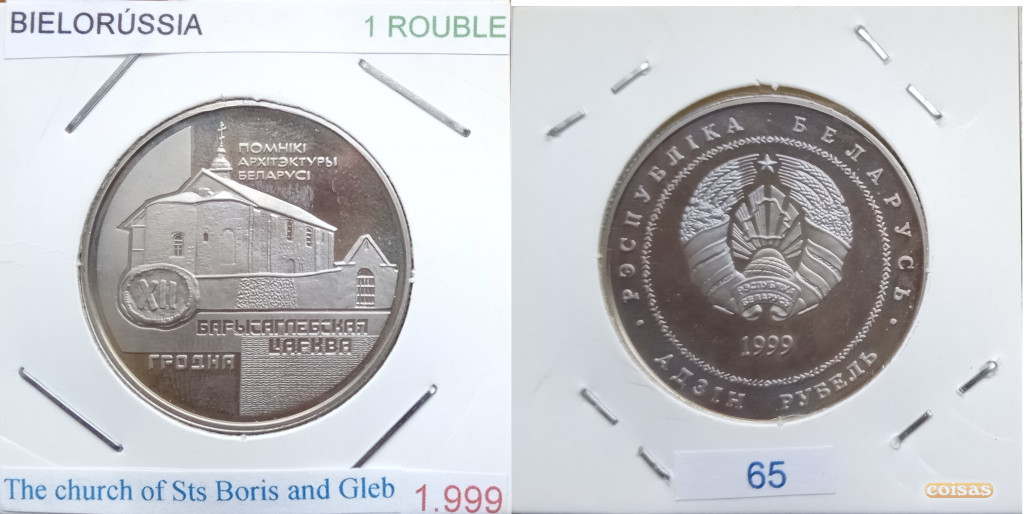 BIELORÚSSIA
1 ROUBLE
ПОМНІКІ
АРХІТЭКТУРЫ
БЕЛАРУСІ
XII
БАРЫСАГЛЕБСКАЯ
ЦАРКВА
ГРОДНА
The church of Sts Boris and Gleb
1.999
РЭСПУБЛІКА БЕЛАРУСЬ
РЭСПУБЛІКА
БЕЛАРУСЬ
1999
· АДЗІН РУБЕЛЬ ·
65
coisas